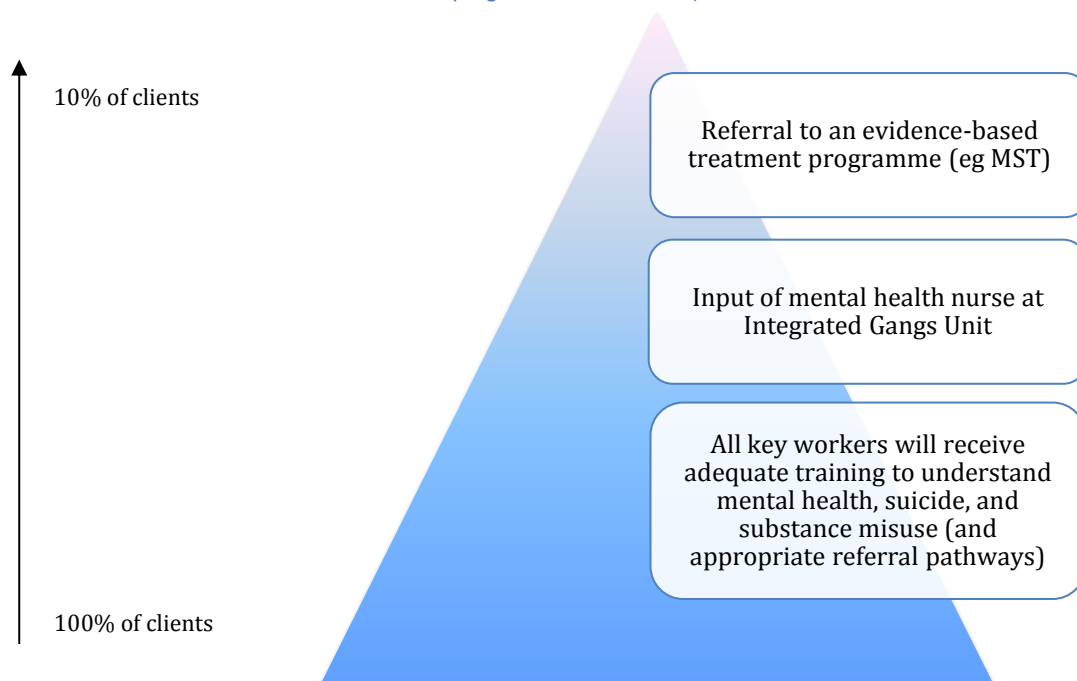 10% of clients
Referral to an evidence-based
treatment programme (eg MST)
Input of mental health nurse at
Integrated Gangs Unit
All key workers will receive
adequate training to understand
mental health, suicide, and
substance misuse (and
appropriate referral pathways)
100% of clients